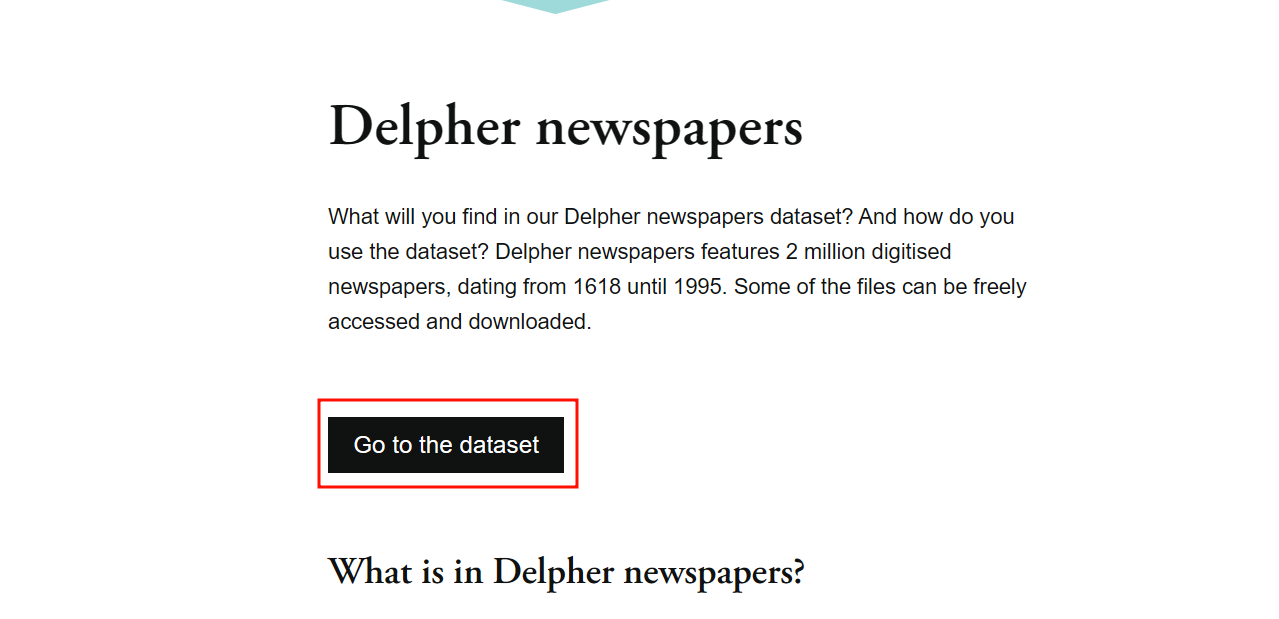 Delpher newspapers
What will you find in our Delpher newspapers dataset? And how do you
use the dataset? Delpher newspapers features 2 million digitised
newspapers, dating from 1618 until 1995. Some of the files can be freely
accessed and downloaded.
Go to the dataset
What is in Delpher newspapers?